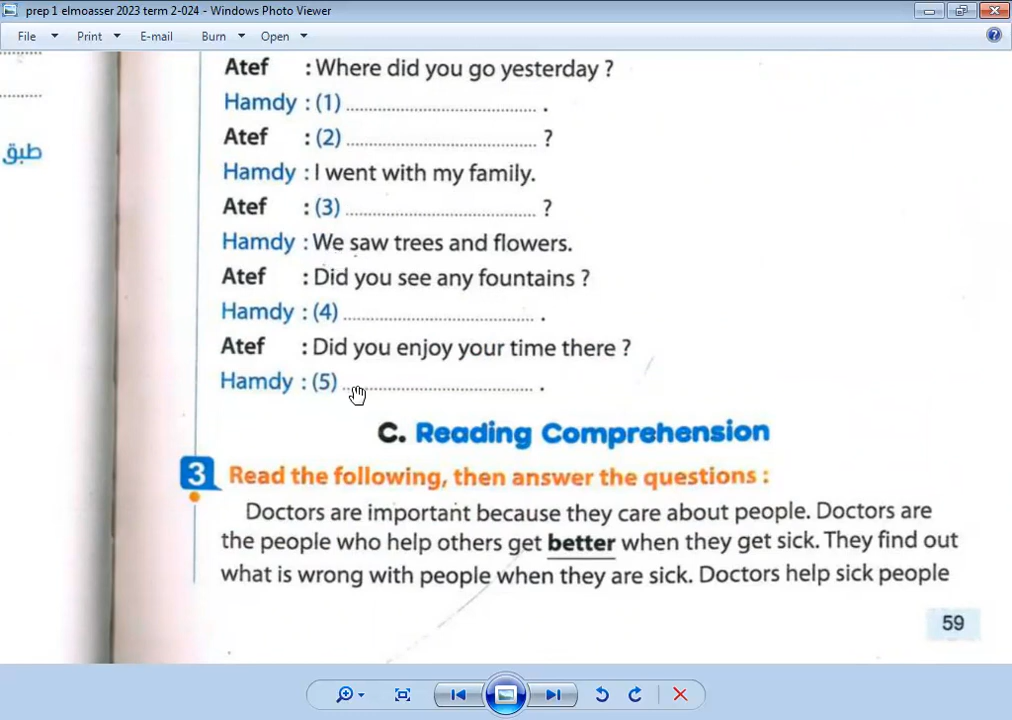 prep 1 elmoasser 2023 term 2-024 - Windows Photo Viewer
File Print E-mail Burn Open
Atef : Where did you go yesterday ?
Hamdy : (1) ........................................ .
Atef : (2) ........................................ ?
طبق
Hamdy : I went with my family.
Atef : (3) ........................................ ?
Hamdy : We saw trees and flowers.
Atef : Did you see any fountains ?
Hamdy : (4) ........................................ .
Atef : Did you enjoy your time there ?
Hamdy : (5) ........................................ .
C. Reading Comprehension
3 Read the following, then answer the questions :
Doctors are important because they care about people. Doctors are
the people who help others get better when they get sick. They find out
what is wrong with people when they are sick. Doctors help sick people
59